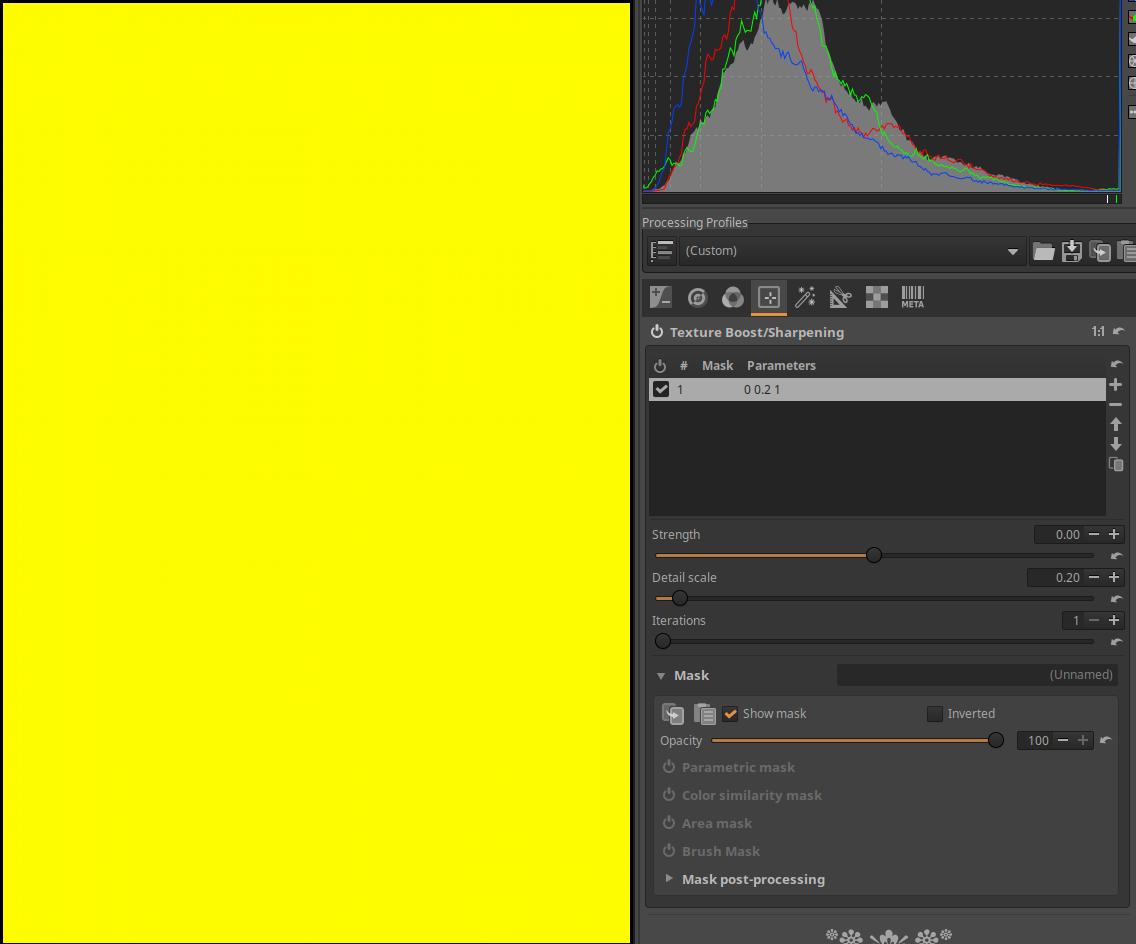 Processing Profiles
(Custom)
META
Texture Boost/Sharpening 1:1
# Mask Parameters
1 0 0.2 1
Strength 0.00
Detail scale 0.20
Iterations 1
Mask (Unnamed)
Show mask Inverted
Opacity 100
Parametric mask
Color similarity mask
Area mask
Brush Mask
Mask post-processing